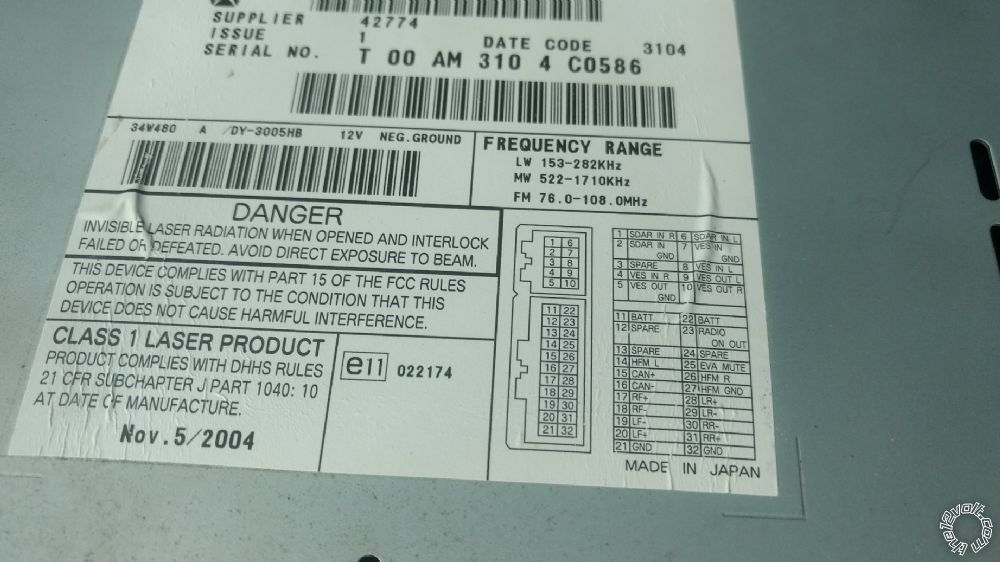 SUPPLIER 42774
ISSUE 1 DATE CODE 3104
SERIAL NO. T 00 AM 310 4 C0586
34W480 A /DY-3005HB 12V NEG.GROUND
FREQUENCY RANGE
LW 153-282KHz
MW 522-1710KHz
FM 76.0-108.0MHz
DANGER
INVISIBLE LASER RADIATION WHEN OPENED AND INTERLOCK
FAILED OR DEFEATED. AVOID DIRECT EXPOSURE TO BEAM.
THIS DEVICE COMPLIES WITH PART 15 OF THE FCC RULES
OPERATION IS SUBJECT TO THE CONDITION THAT THIS
DEVICE DOES NOT CAUSE HARMFUL INTERFERENCE.
CLASS 1 LASER PRODUCT
PRODUCT COMPLIES WITH DHHS RULES
21 CFR SUBCHAPTER J PART 1040: 10
AT DATE OF MANUFACTURE.
Nov. 5/2004
e11 022174
1 6
2 7
3 8
4 9
5 10
11 22
12 23
13 24
14 25
15 26
16 27
17 28
18 29
19 30
20 31
21 32
1 SDAR IN R 6 SDAR IN L
2 SDAR IN GND 7 VES IN GND
3 SPARE 8 VES IN L
4 VES IN R 9 VES OUT L
5 VES OUT GND 10 VES OUT R
11 BATT 22 BATT
12 SPARE 23 RADIO ON OUT
13 SPARE 24 SPARE
14 HFM L 25 EVA MUTE
15 CAN+ 26 HFM R
16 CAN- 27 HFM GND
17 RF+ 28 LR+
18 RF- 29 LR-
19 LF- 30 RR-
20 LF+ 31 RR+
21 GND 32 GND
MADE IN JAPAN
the12volt.com